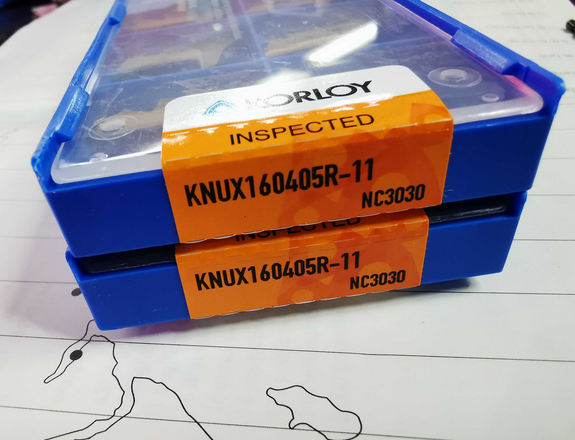 KORLOY
INSPECTED
KNUX160405R-11
NC3030
INSPECTED
KNUX160405R-11
NC3030